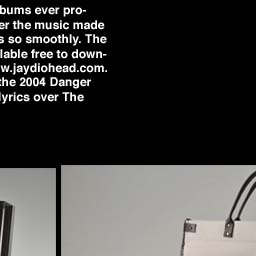 bums ever pro-
er the music made
s so smoothly. The
lable free to down-
w.jaydiohead.com.
the 2004 Danger
lyrics over The